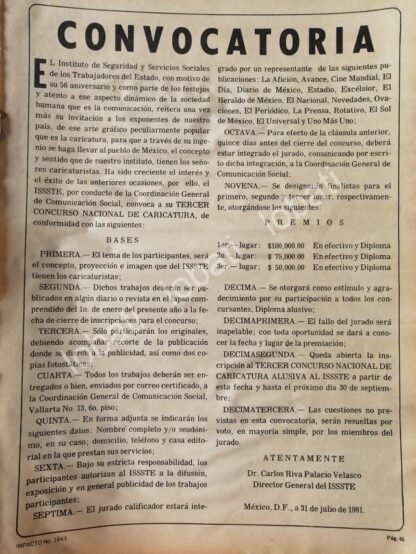 CONVOCATORIA
EL Instituto de Seguridad y Servicios Sociales
de los Trabajadores del Estado, con motivo de
su 56 aniversario y como parte de los festejos
y atento a ese aspecto dinámico de la sociedad
humana que es la comunicación, reitera una vez
más su invitación a los exponentes de nuestro
país, de ese arte gráfico peculiarmente popular
que es la caricatura, para que a través de su inge-
nio se haga llevar al pueblo de México, el concepto
y sentido que de nuestro instituto, tienen los seño-
res caricaturistas. Ha sido creciente el interés y
el éxito de las anteriores ocasiones, por ello, el
ISSSTE, por conducto de la Coordinación General
de Comunicación Social, convoca a su TERCER
CONCURSO NACIONAL DE CARICATURA, de
conformidad con las siguientes:
BASES
PRIMERA.— El tema de los participantes, será
el concepto, proyección e imagen que del ISSSTE
tienen los caricaturistas;
SEGUNDA.— Dichos trabajos deberán ser pu-
blicados en algún diario o revista en el lapso com-
prendido del 1o. de enero del presente año a la
fecha de cierre de inscripciones para el concurso;
TERCERA.— Sólo participarán los originales,
debiendo acompañar recorte de la publicación
donde se les dio publicidad, así como dos co-
pias fotostáticas;
CUARTA.— Todos los trabajos deberán ser en-
tregados o bien, enviados por correo certificado, a
la Coordinación General de Comunicación Social,
Vallarta No. 13, 6o. piso;
QUINTA.— En forma adjunta se indicarán los
siguientes datos: Nombre completo y/o seudóni-
mo, en su caso; domicilio, teléfono y casa edito-
rial en la que prestan sus servicios;
SEXTA.— Bajo su estricta responsabilidad, los
participantes autorizan al ISSSTE a la difusión,
exposición y en general publicidad de los trabajos
participantes;
SEPTIMA.— El jurado calificador estará inte-
grado por un representante de las siguientes pu-
blicaciones: La Afición, Avance, Cine Mundial, El
Día, Diario de México, Estadio, Excélsior, El
Heraldo de México, El Nacional, Novedades, Ova-
ciones, El Periódico, La Prensa, Rotativo, El Sol
de México, El Universal y Uno Más Uno;
OCTAVA.— Para efecto de la cláusula anterior,
quince días antes del cierre del concurso, deberá
estar integrado el jurado, comunicando por escri-
to dicha integración, a la Coordinación General de
Comunicación Social;
NOVENA.— Se designarán finalistas para el
primero, segundo y tercer lugar, respectivamente,
otorgándose los siguientes:
PREMIOS
1er.— lugar: $100,000.00 En efectivo y Diploma
2o.— lugar: $ 75,000.00 En efectivo y Diploma
3er.— lugar: $ 50,000.00 En efectivo y Diploma
DECIMA.— Se otorgará como estímulo y agra-
decimiento por su participación a todos los con-
cursantes, Diploma alusivo;
DECIMAPRIMERA.— El fallo del jurado será
inapelable; con toda oportunidad se dará a cono-
cer la fecha y lugar de la premiación;
DECIMASEGUNDA.— Queda abierta la ins-
cripción al TERCER CONCURSO NACIONAL DE
CARICATURA ALUSIVA AL ISSSTE a partir de
esta fecha y hasta el próximo día 30 de septiem-
bre;
DECIMATERCERA.— Las cuestiones no pre-
vistas en esta convocatoria, serán resueltas por
voto, en mayoría simple, por los miembros del
jurado.
ATENTAMENTE
Dr. Carlos Riva Palacio Velasco
Director General del ISSSTE
México, D.F., a 31 de julio de 1981.
IMPACTO No. 1643
Pág. 65